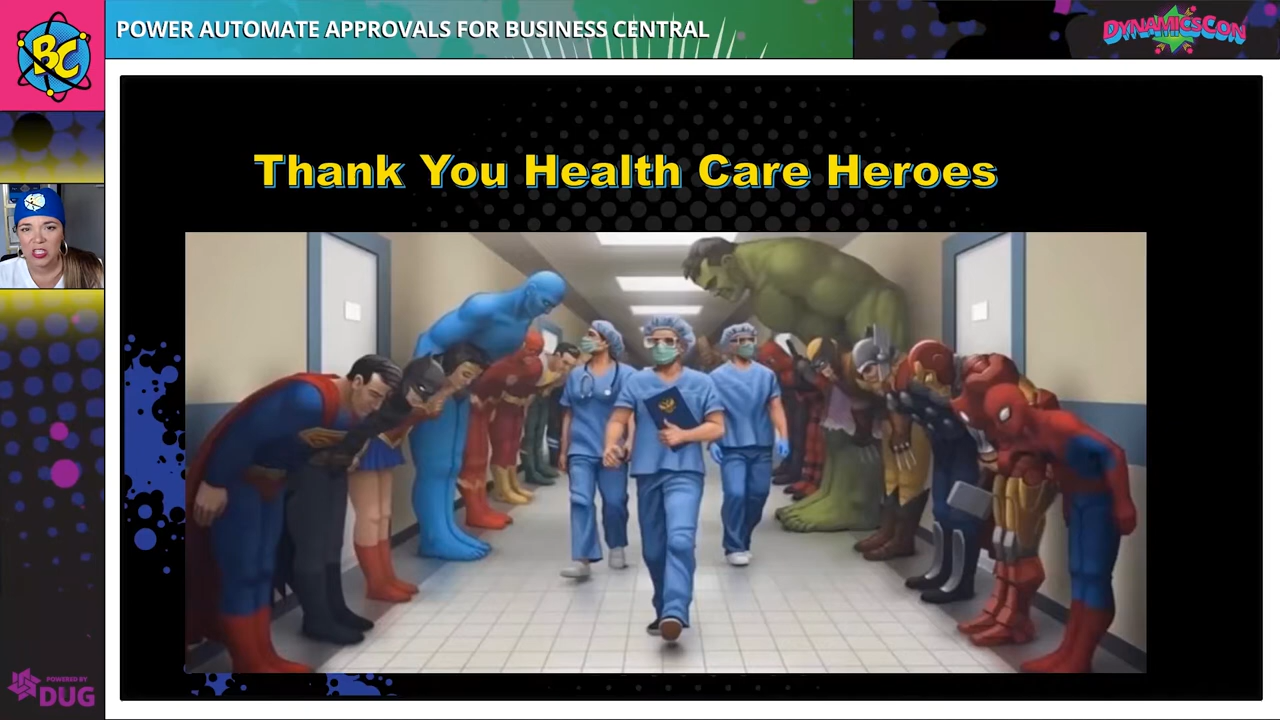 BC
POWER AUTOMATE APPROVALS FOR BUSINESS CENTRAL
DYNAMICSCON
Thank You Health Care Heroes
POWERED BY
DUG